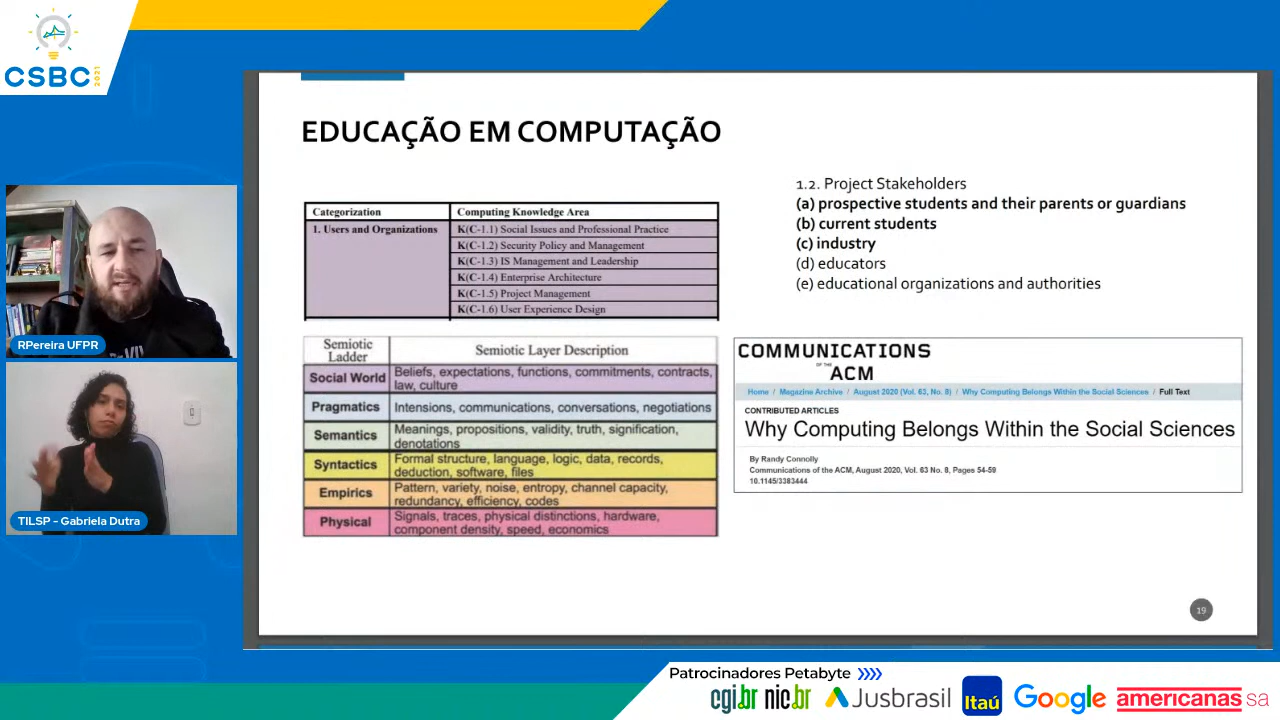 CSBC 2021
EDUCAÇÃO EM COMPUTAÇÃO
Categorization Computing Knowledge Area
1. Users and Organizations K(C-1.1) Social Issues and Professional Practice
K(C-1.2) Security Policy and Management
K(C-1.3) IS Management and Leadership
K(C-1.4) Enterprise Architecture
K(C-1.5) Project Management
K(C-1.6) User Experience Design
Semiotic Ladder Semiotic Layer Description
Social World Beliefs, expectations, functions, commitments, contracts,
law, culture
Pragmatics Intensions, communications, conversations, negotiations
Semantics Meanings, propositions, validity, truth, signification,
denotations
Syntactics Formal structure, language, logic, data, records,
deduction, software, files
Empirics Pattern, variety, noise, entropy, channel capacity,
redundancy, efficiency, codes
Physical Signals, traces, physical distinctions, hardware,
component density, speed, economics
1.2. Project Stakeholders
(a) prospective students and their parents or guardians
(b) current students
(c) industry
(d) educators
(e) educational organizations and authorities
COMMUNICATIONS
OF THE ACM
Home / Magazine Archive / August 2020 (Vol. 63, No. 8) / Why Computing Belongs Within the Social Sciences / Full Text
CONTRIBUTED ARTICLES
Why Computing Belongs Within the Social Sciences
By Randy Connolly
Communications of the ACM, August 2020, Vol. 63 No. 8, Pages 54-59
10.1145/3383444
19
RPereira UFPR
TILSP - Gabriela Dutra
Patrocinadores Petabyte
cgi.br nic.br Jusbrasil Itaú Google americanas sa